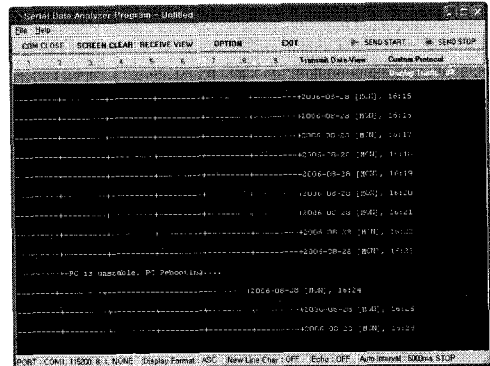 Serial Data Analyzer Program - Untitled
File Help
COM CLOSE SCREEN CLEAR RECEIVE VIEW OPTION EXIT SEND START SEND STOP
1 2 3 4 5 6 7 8 9 Transmit Data View Custom Protocol
+2006-08-28 [MON], 16:15
+2006-08-28 [MON], 16:16
+2006-08-28 [MON], 16:17
+2006-08-28 [MON], 16:18
+2006-08-28 [MON], 16:19
+2006-08-28 [MON], 16:20
+2006-08-28 [MON], 16:21
+2006-08-28 [MON], 16:22
+2006-08-28 [MON], 16:23
PC is unstable. PC Rebooting....
+2006-08-28 [MON], 16:24
+2006-08-28 [MON], 16:25
+2006-08-28 [MON],
PORT : COM1, 115200, 8, 1, NONE Display Format : ASC New Line Char : OFF Echo : OFF Auto Interval : 5000ms, STOP